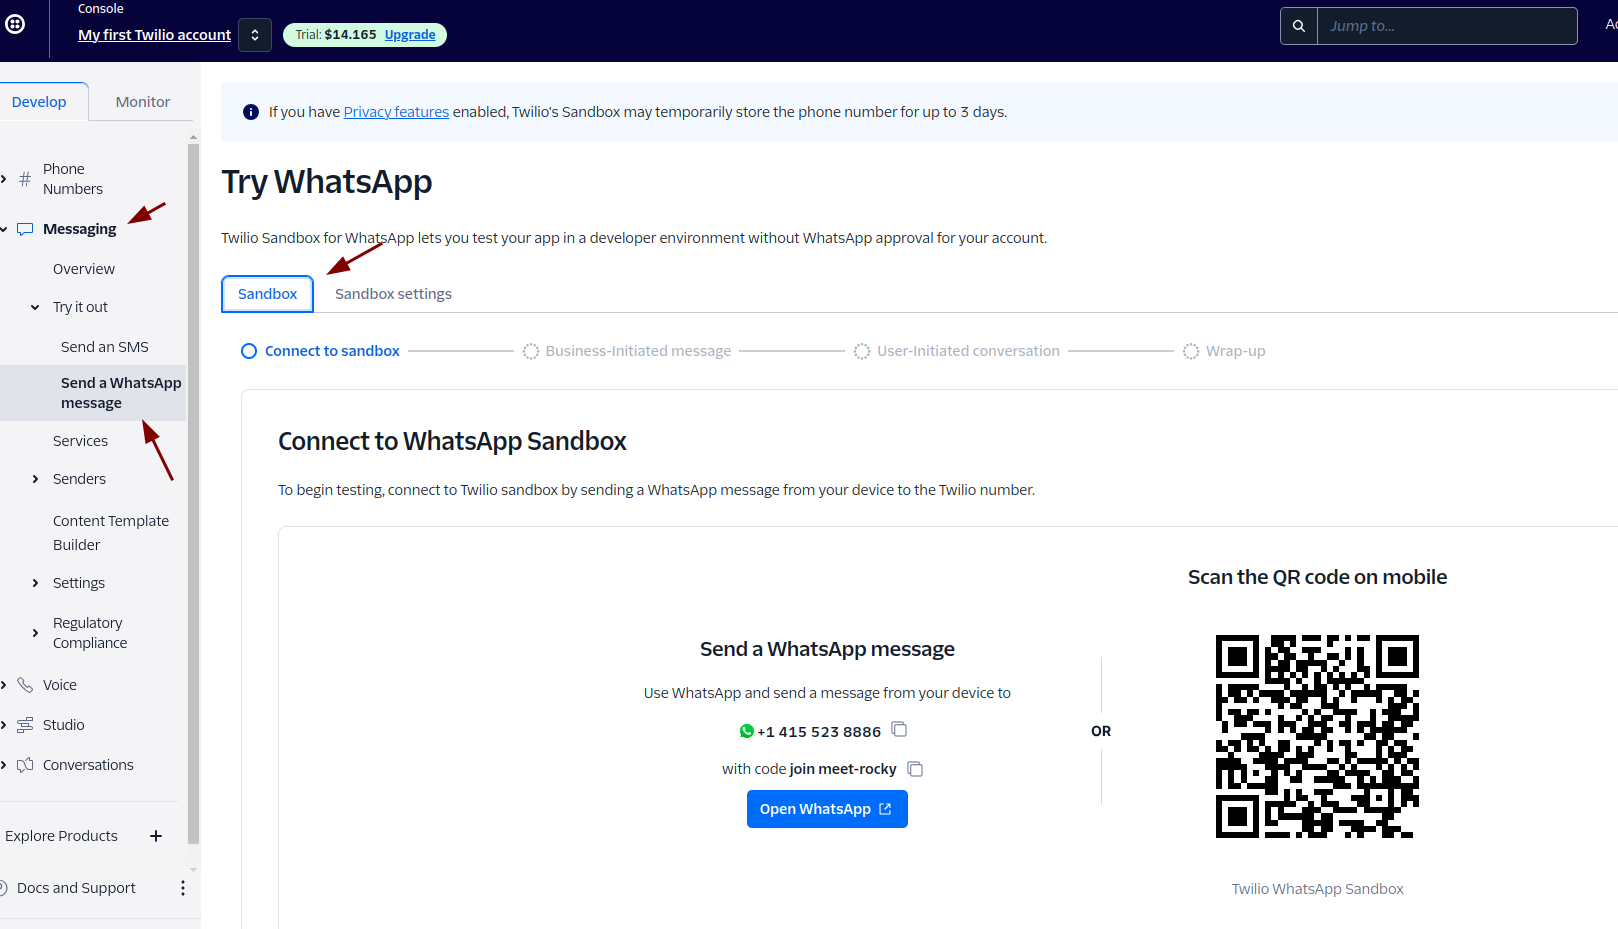 Console
My first Twilio account
Trial: $14.165 Upgrade
Jump to...
Develop
Monitor
If you have Privacy features enabled, Twilio's Sandbox may temporarily store the phone number for up to 3 days.
Phone
Numbers
Messaging
Overview
Try it out
Send an SMS
Send a WhatsApp
message
Services
Senders
Content Template
Builder
Settings
Regulatory
Compliance
Voice
Studio
Conversations
Explore Products
Docs and Support
Try WhatsApp
Twilio Sandbox for WhatsApp lets you test your app in a developer environment without WhatsApp approval for your account.
Sandbox
Sandbox settings
Connect to sandbox
Business-Initiated message
User-Initiated conversation
Wrap-up
Connect to WhatsApp Sandbox
To begin testing, connect to Twilio sandbox by sending a WhatsApp message from your device to the Twilio number.
Send a WhatsApp message
Use WhatsApp and send a message from your device to
+1 415 523 8886
with code join meet-rocky
Open WhatsApp
OR
Scan the QR code on mobile
Twilio WhatsApp Sandbox